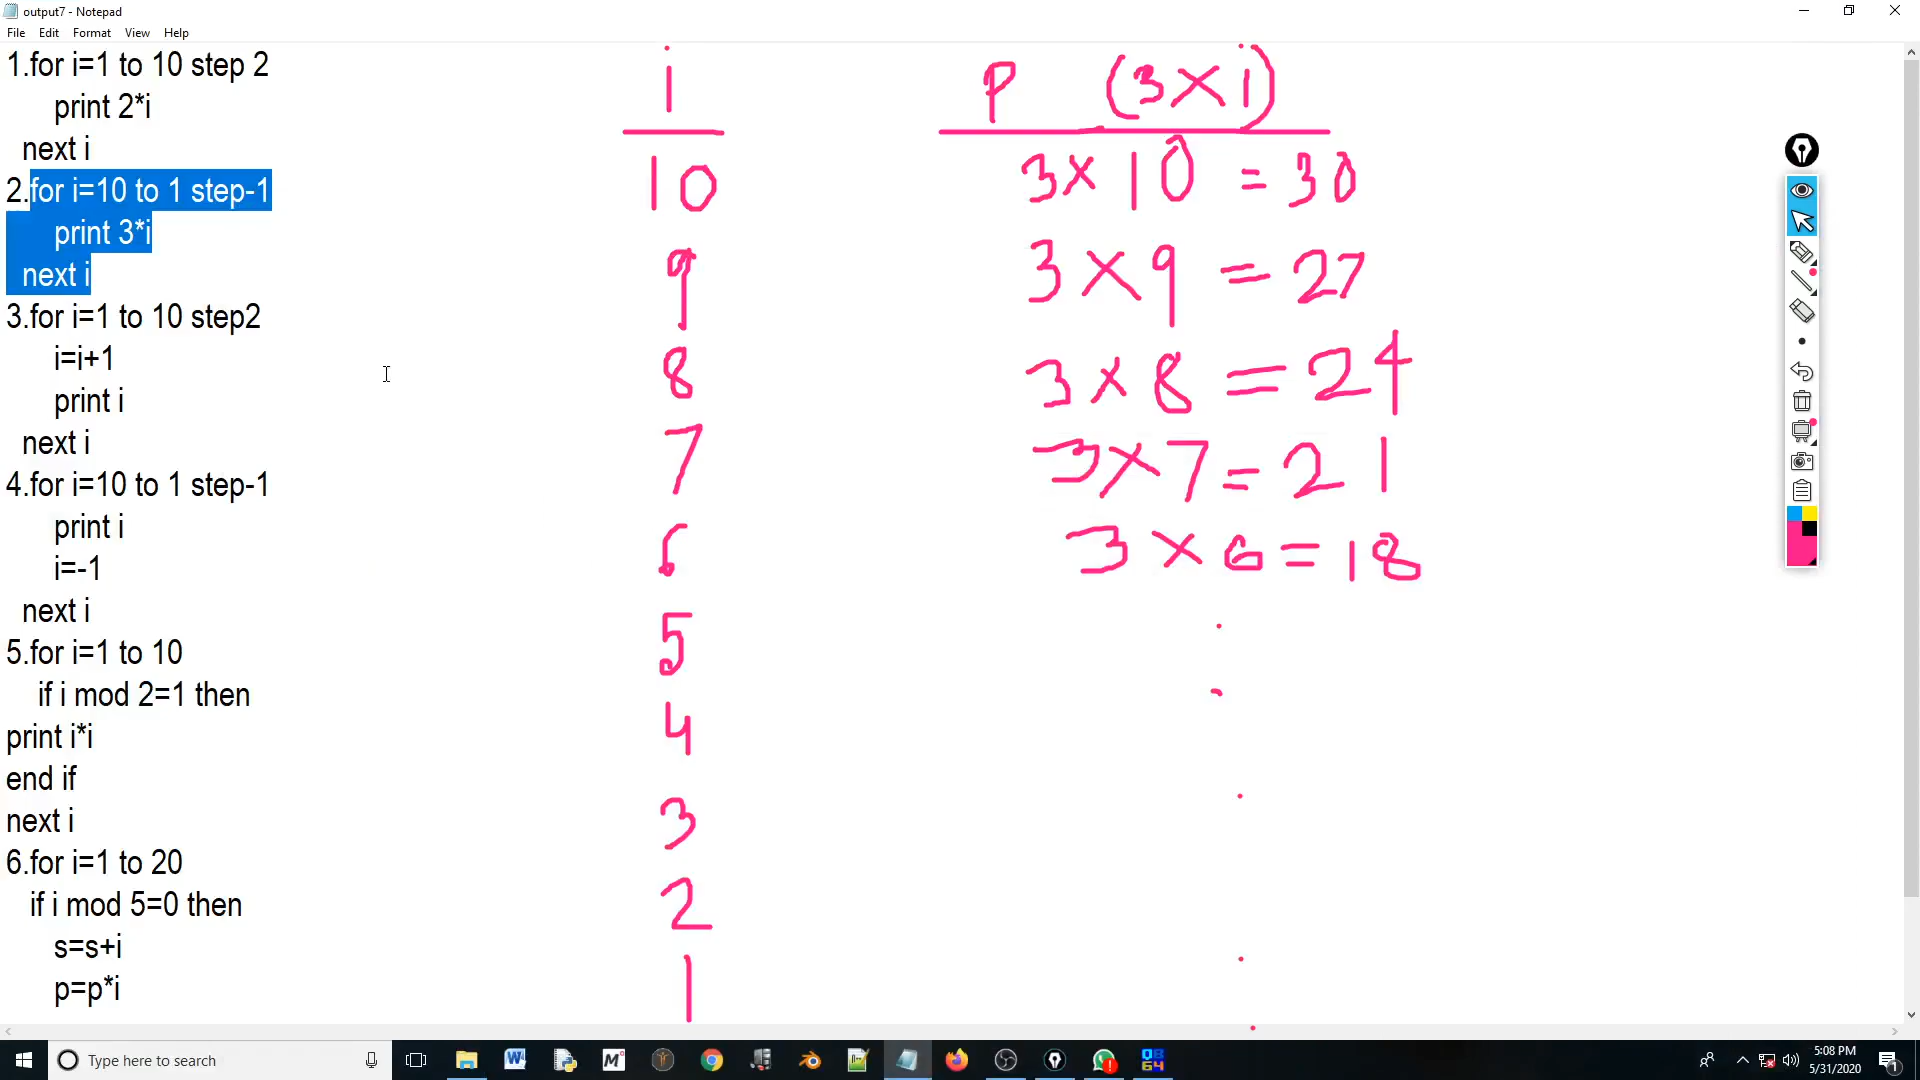 output7 - Notepad
File Edit Format View Help
1.for i=1 to 10 step 2
print 2*i
next i
2.for i=10 to 1 step-1
print 3*i
next i
3.for i=1 to 10 step2
i=i+1
print i
next i
4.for i=10 to 1 step-1
print i
i=-1
next i
5.for i=1 to 10
if i mod 2=1 then
print i*i
end if
next i
6.for i=1 to 20
if i mod 5=0 then
s=s+i
p=p*i
i
10
9
8
7
6
5
4
3
2
1
P (3×i)
3×10 = 30
3×9 = 27
3×8 = 24
3×7 = 21
3×6 = 18
Type here to search
5:08 PM
5/31/2020